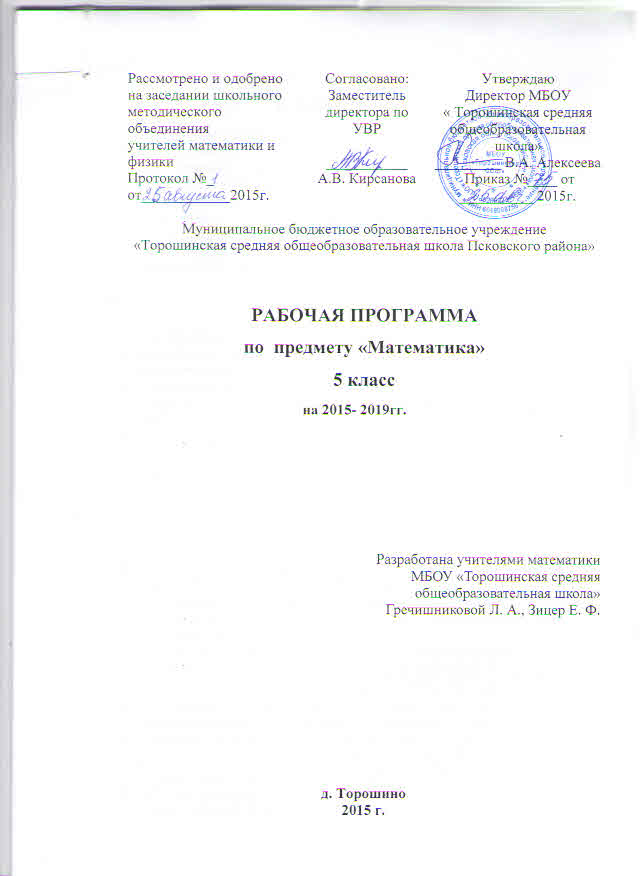 Рассмотрено и одобрено
на заседании школьного
методического
объединения
учителей математики и
физики
Протокол № 1
от 25 августа 2015г.
Согласовано:
Заместитель
директора по
УВР
А.В. Кирсанова
Утверждаю
Директор МБОУ
« Торошинская средняя
общеобразовательная
школа»
В.А. Алексеева
Приказ № от
2015г.
Муниципальное бюджетное образовательное учреждение
«Торошинская средняя общеобразовательная школа Псковского района»
РАБОЧАЯ ПРОГРАММА
по предмету «Математика»
5 класс
на 2015- 2019гг.
Разработана учителями математики
МБОУ «Торошинская средняя
общеобразовательная школа»
Гречишниковой Л. А., Зицер Е. Ф.
д. Торошино
2015 г.